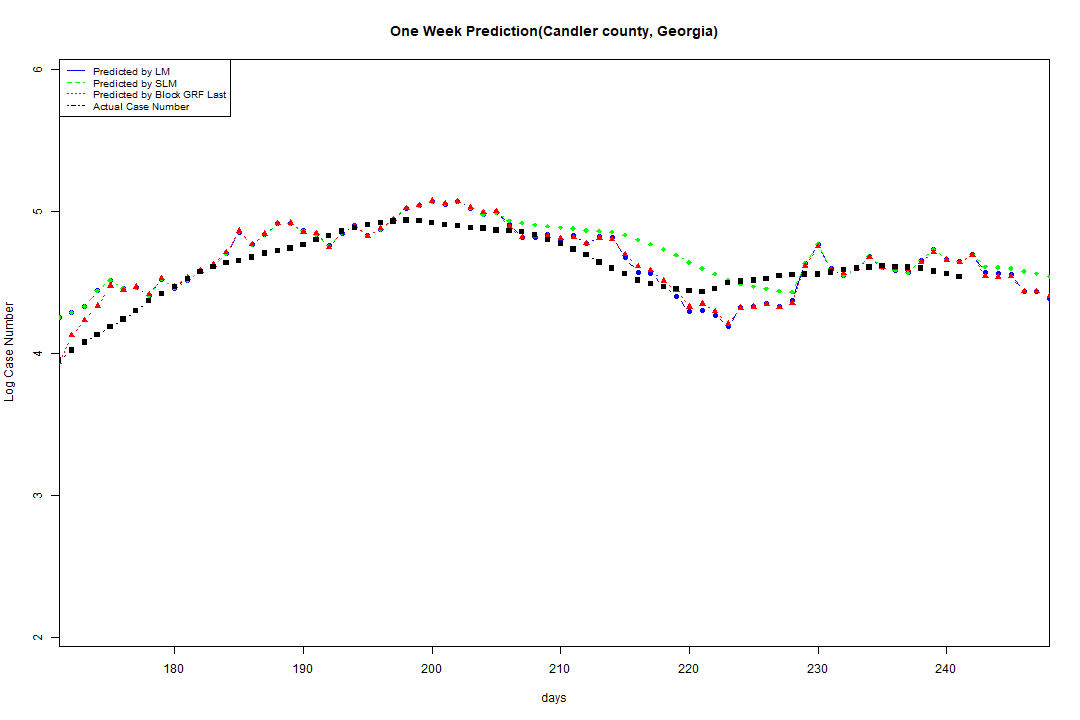 One Week Prediction(Candler county, Georgia)
Predicted by LM
Predicted by SLM
Predicted by Block GRF Last
Actual Case Number
6
5
4
3
2
Log Case Number
180 190 200 210 220 230 240
days